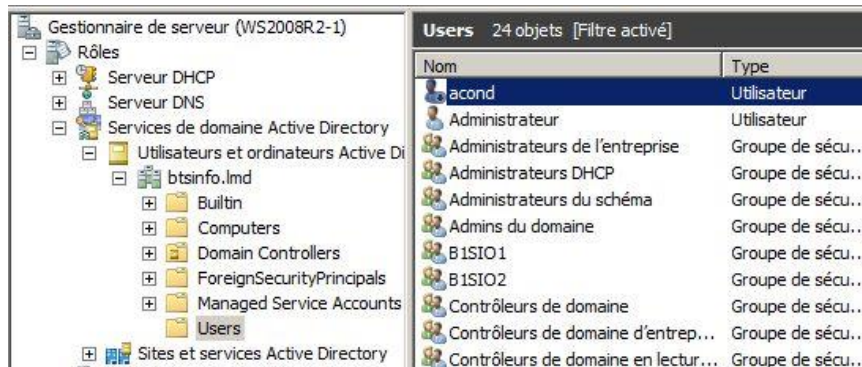 Gestionnaire de serveur (WS2008R2-1)
Rôles
Serveur DHCP
Serveur DNS
Services de domaine Active Directory
Utilisateurs et ordinateurs Active Di
btsinfo.lmd
Builtin
Computers
Domain Controllers
ForeignSecurityPrincipals
Managed Service Accounts
Users
Sites et services Active Directory
Users 24 objets [Filtre activé]
Nom Type
acond Utilisateur
Administrateur Utilisateur
Administrateurs de l'entreprise Groupe de sécu...
Administrateurs DHCP Groupe de sécu...
Administrateurs du schéma Groupe de sécu...
Admins du domaine Groupe de sécu...
B1SIO1 Groupe de sécu...
B1SIO2 Groupe de sécu...
Contrôleurs de domaine Groupe de sécu...
Contrôleurs de domaine d'entrep... Groupe de sécu...
Contrôleurs de domaine en lectur... Groupe de sécu...